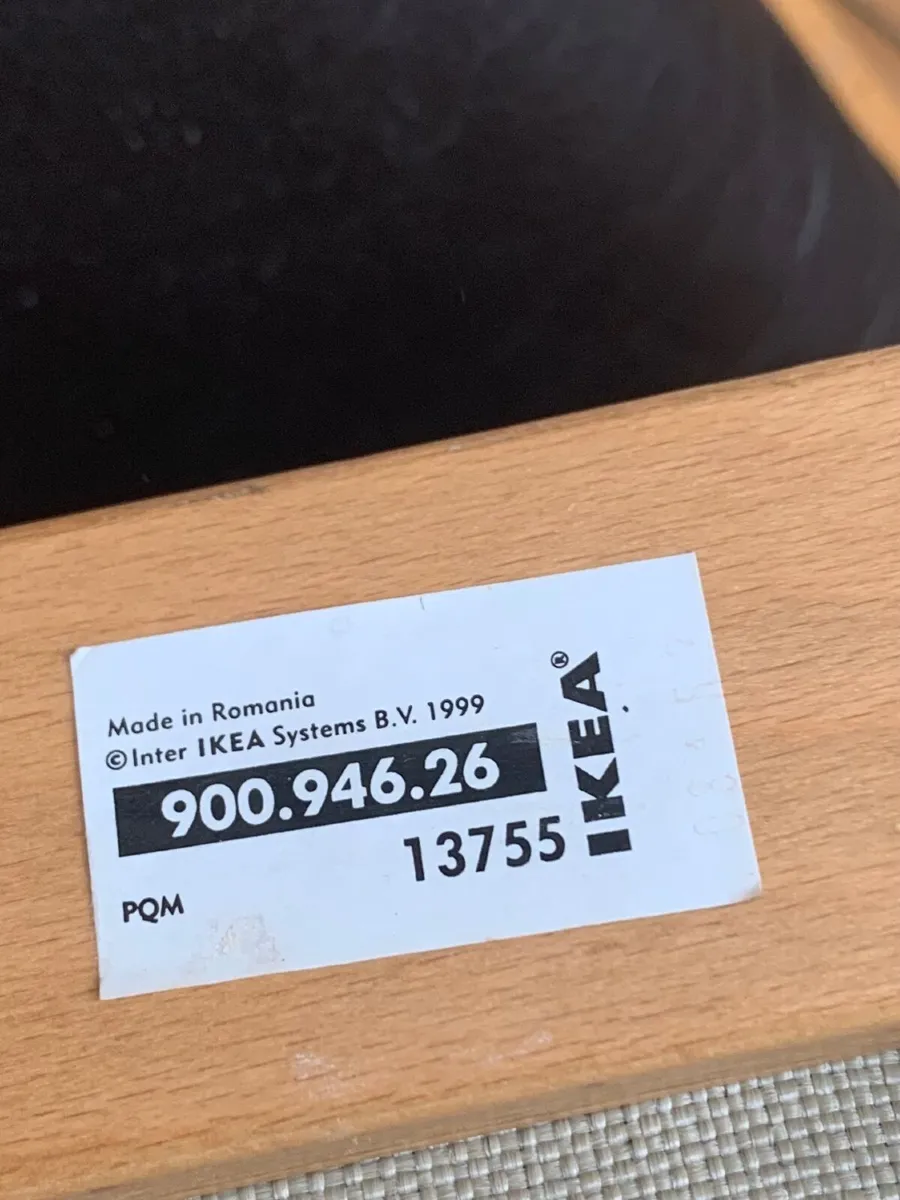 Made in Romania
©Inter IKEA Systems B.V. 1999
900.946.26
13755
PQM
IKEA®